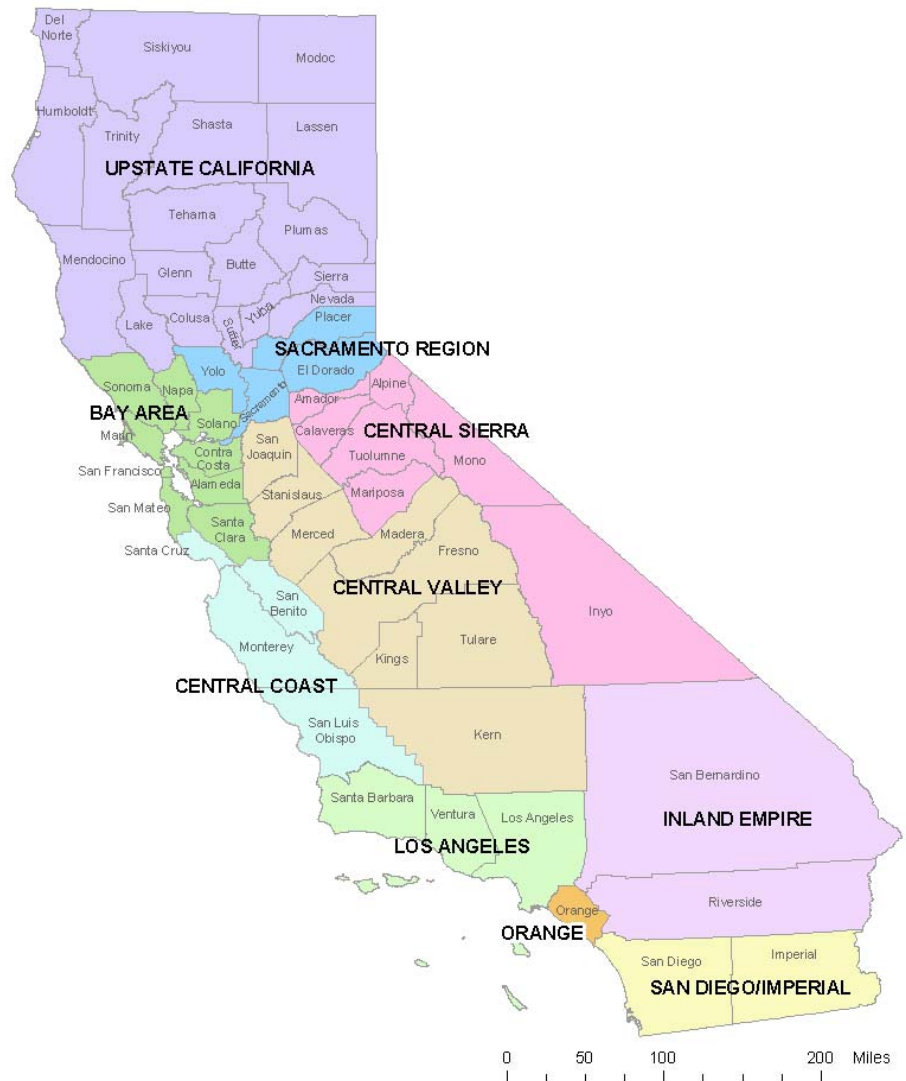 Del
Norte
Siskiyou
Modoc
Humboldt
Trinity
Shasta
Lassen
UPSTATE CALIFORNIA
Tehama
Plumas
Mendocino
Glenn
Butte
Sierra
Nevada
Lake
Colusa
Sutter
Yuba
Placer
SACRAMENTO REGION
Yolo
El Dorado
Sacramento
Sonoma
Napa
BAY AREA
Solano
Marin
Amador
Alpine
Calaveras
CENTRAL SIERRA
Tuolumne
Mono
Mariposa
San
Joaquin
Contra
Costa
San Francisco
Alameda
Stanislaus
San Mateo
Santa
Clara
Merced
Madera
Santa Cruz
Fresno
CENTRAL VALLEY
San
Benito
Inyo
Monterey
Kings
Tulare
CENTRAL COAST
San Luis
Obispo
Kern
San Bernardino
Santa Barbara
Ventura
Los Angeles
INLAND EMPIRE
LOS ANGELES
Riverside
Orange
ORANGE
San Diego
Imperial
SAN DIEGO/IMPERIAL
0 50 100 200 Miles